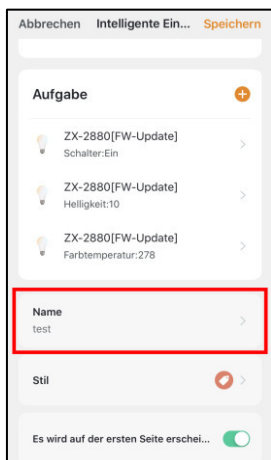 Abbrechen Intelligente Ein... Speichern
Aufgabe
ZX-2880[FW-Update]
Schalter:Ein
ZX-2880[FW-Update]
Helligkeit:10
ZX-2880[FW-Update]
Farbtemperatur:278
Name
test
Stil
Es wird auf der ersten Seite erschei...